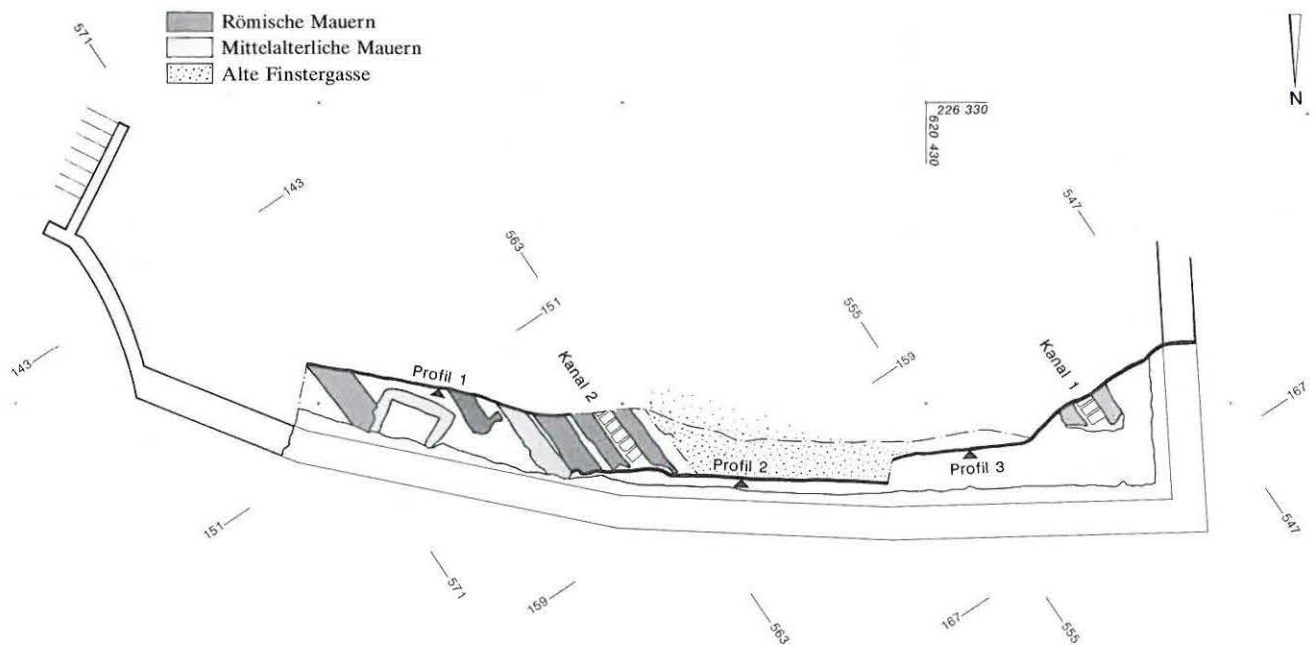 Römische Mauern
Mittelalterliche Mauern
Alte Finstergasse
571
N
226 330
620 430
143
547
563
151
555
159
143
Kanal 2
Kanal 1
Profil 1
167
Profil 2
Profil 3
151
547
571
159
563
167
555